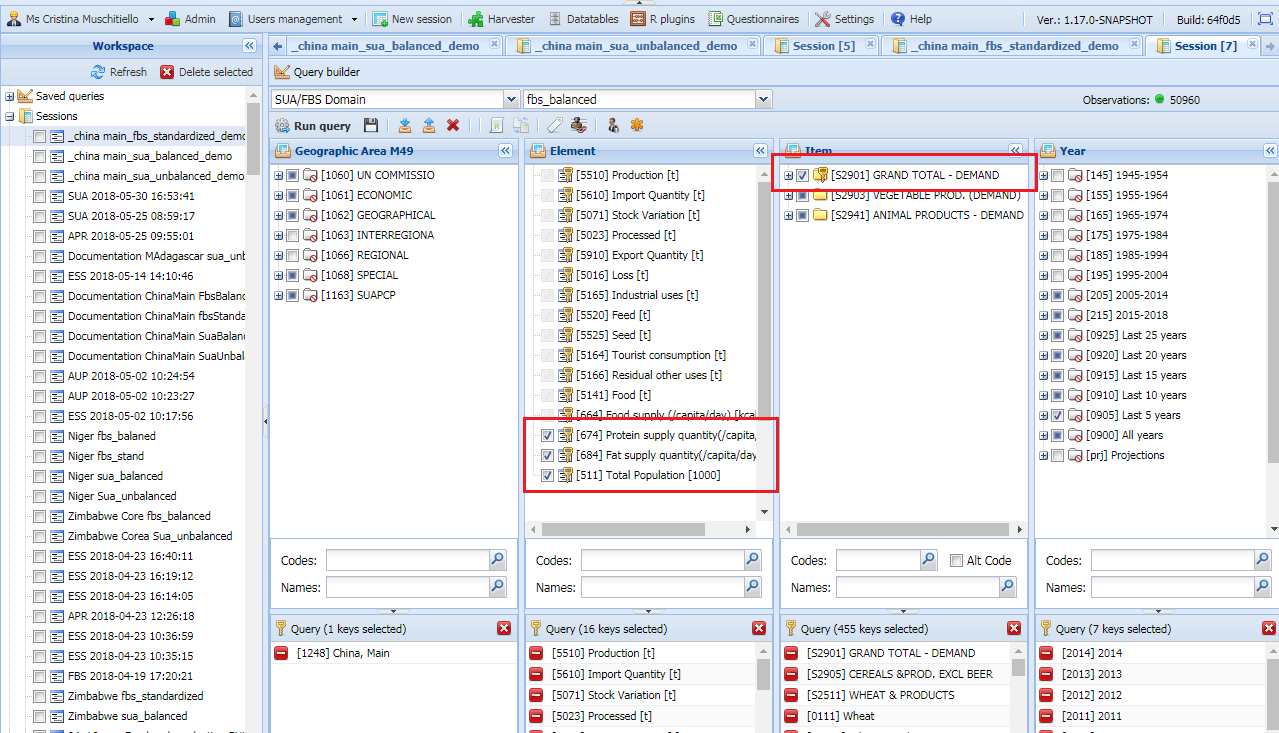 Ms Cristina Muschitiello Admin Users management New session Harvester Datatables R plugins Questionnaires Settings Help Ver.: 1.17.0-SNAPSHOT Build: 64f0d5
Workspace
_china main_sua_balanced_demo _china main_sua_unbalanced_demo Session [5] _china main_fbs_standardized_demo Session [7]
Refresh Delete selected
Query builder
Saved queries
Sessions
_china main_fbs_standardized_demo
_china main_sua_balanced_demo
_china main_sua_unbalanced_demo
SUA 2018-05-30 16:53:41
SUA 2018-05-25 08:59:17
APR 2018-05-25 09:55:01
Documentation MAdagascar sua_unb
ESS 2018-05-14 14:10:46
Documentation ChinaMain FbsBalanc
Documentation ChinaMain fbsStanda
Documentation ChinaMain SuaBalanc
Documentation ChinaMain SuaUnbal
AUP 2018-05-02 10:24:54
AUP 2018-05-02 10:23:27
ESS 2018-05-02 10:17:56
Niger fbs_balaned
Niger fbs_stand
Niger sua_balanced
Niger Sua_unbalanced
Zimbabwe Core fbs_balanced
Zimbabwe Corea Sua_unbalanced
ESS 2018-04-23 16:40:11
ESS 2018-04-23 16:19:12
ESS 2018-04-23 16:14:05
APR 2018-04-23 12:26:18
ESS 2018-04-23 10:36:59
ESS 2018-04-23 10:35:15
FBS 2018-04-19 17:20:21
Zimbabwe fbs_standardized
Zimbabwe sua_balanced
SUA/FBS Domain fbs_balanced Observations: 50960
Run query
Geographic Area M49
[1060] UN COMMISSIO
[1061] ECONOMIC
[1062] GEOGRAPHICAL
[1063] INTERREGIONA
[1066] REGIONAL
[1068] SPECIAL
[1163] SUAPCP
Codes:
Names:
Query (1 keys selected)
[1248] China, Main
Element
[5510] Production [t]
[5610] Import Quantity [t]
[5071] Stock Variation [t]
[5023] Processed [t]
[5910] Export Quantity [t]
[5016] Loss [t]
[5165] Industrial uses [t]
[5520] Feed [t]
[5525] Seed [t]
[5164] Tourist consumption [t]
[5166] Residual other uses [t]
[5141] Food [t]
[664] Food supply (/capita/day) [kca
[674] Protein supply quantity(/capita,
[684] Fat supply quantity(/capita/day
[511] Total Population [1000]
Codes:
Names:
Query (16 keys selected)
[5510] Production [t]
[5610] Import Quantity [t]
[5071] Stock Variation [t]
[5023] Processed [t]
Item
[S2901] GRAND TOTAL - DEMAND
[S2903] VEGETABLE PROD. (DEMAND)
[S2941] ANIMAL PRODUCTS - DEMAND
Codes: Alt Code
Names:
Query (455 keys selected)
[S2901] GRAND TOTAL - DEMAND
[S2905] CEREALS &PROD. EXCL BEER
[S2511] WHEAT & PRODUCTS
[0111] Wheat
Year
[145] 1945-1954
[155] 1955-1964
[165] 1965-1974
[175] 1975-1984
[185] 1985-1994
[195] 1995-2004
[205] 2005-2014
[215] 2015-2018
[0925] Last 25 years
[0920] Last 20 years
[0915] Last 15 years
[0910] Last 10 years
[0905] Last 5 years
[0900] All years
[prj] Projections
Codes:
Names:
Query (7 keys selected)
[2014] 2014
[2013] 2013
[2012] 2012
[2011] 2011